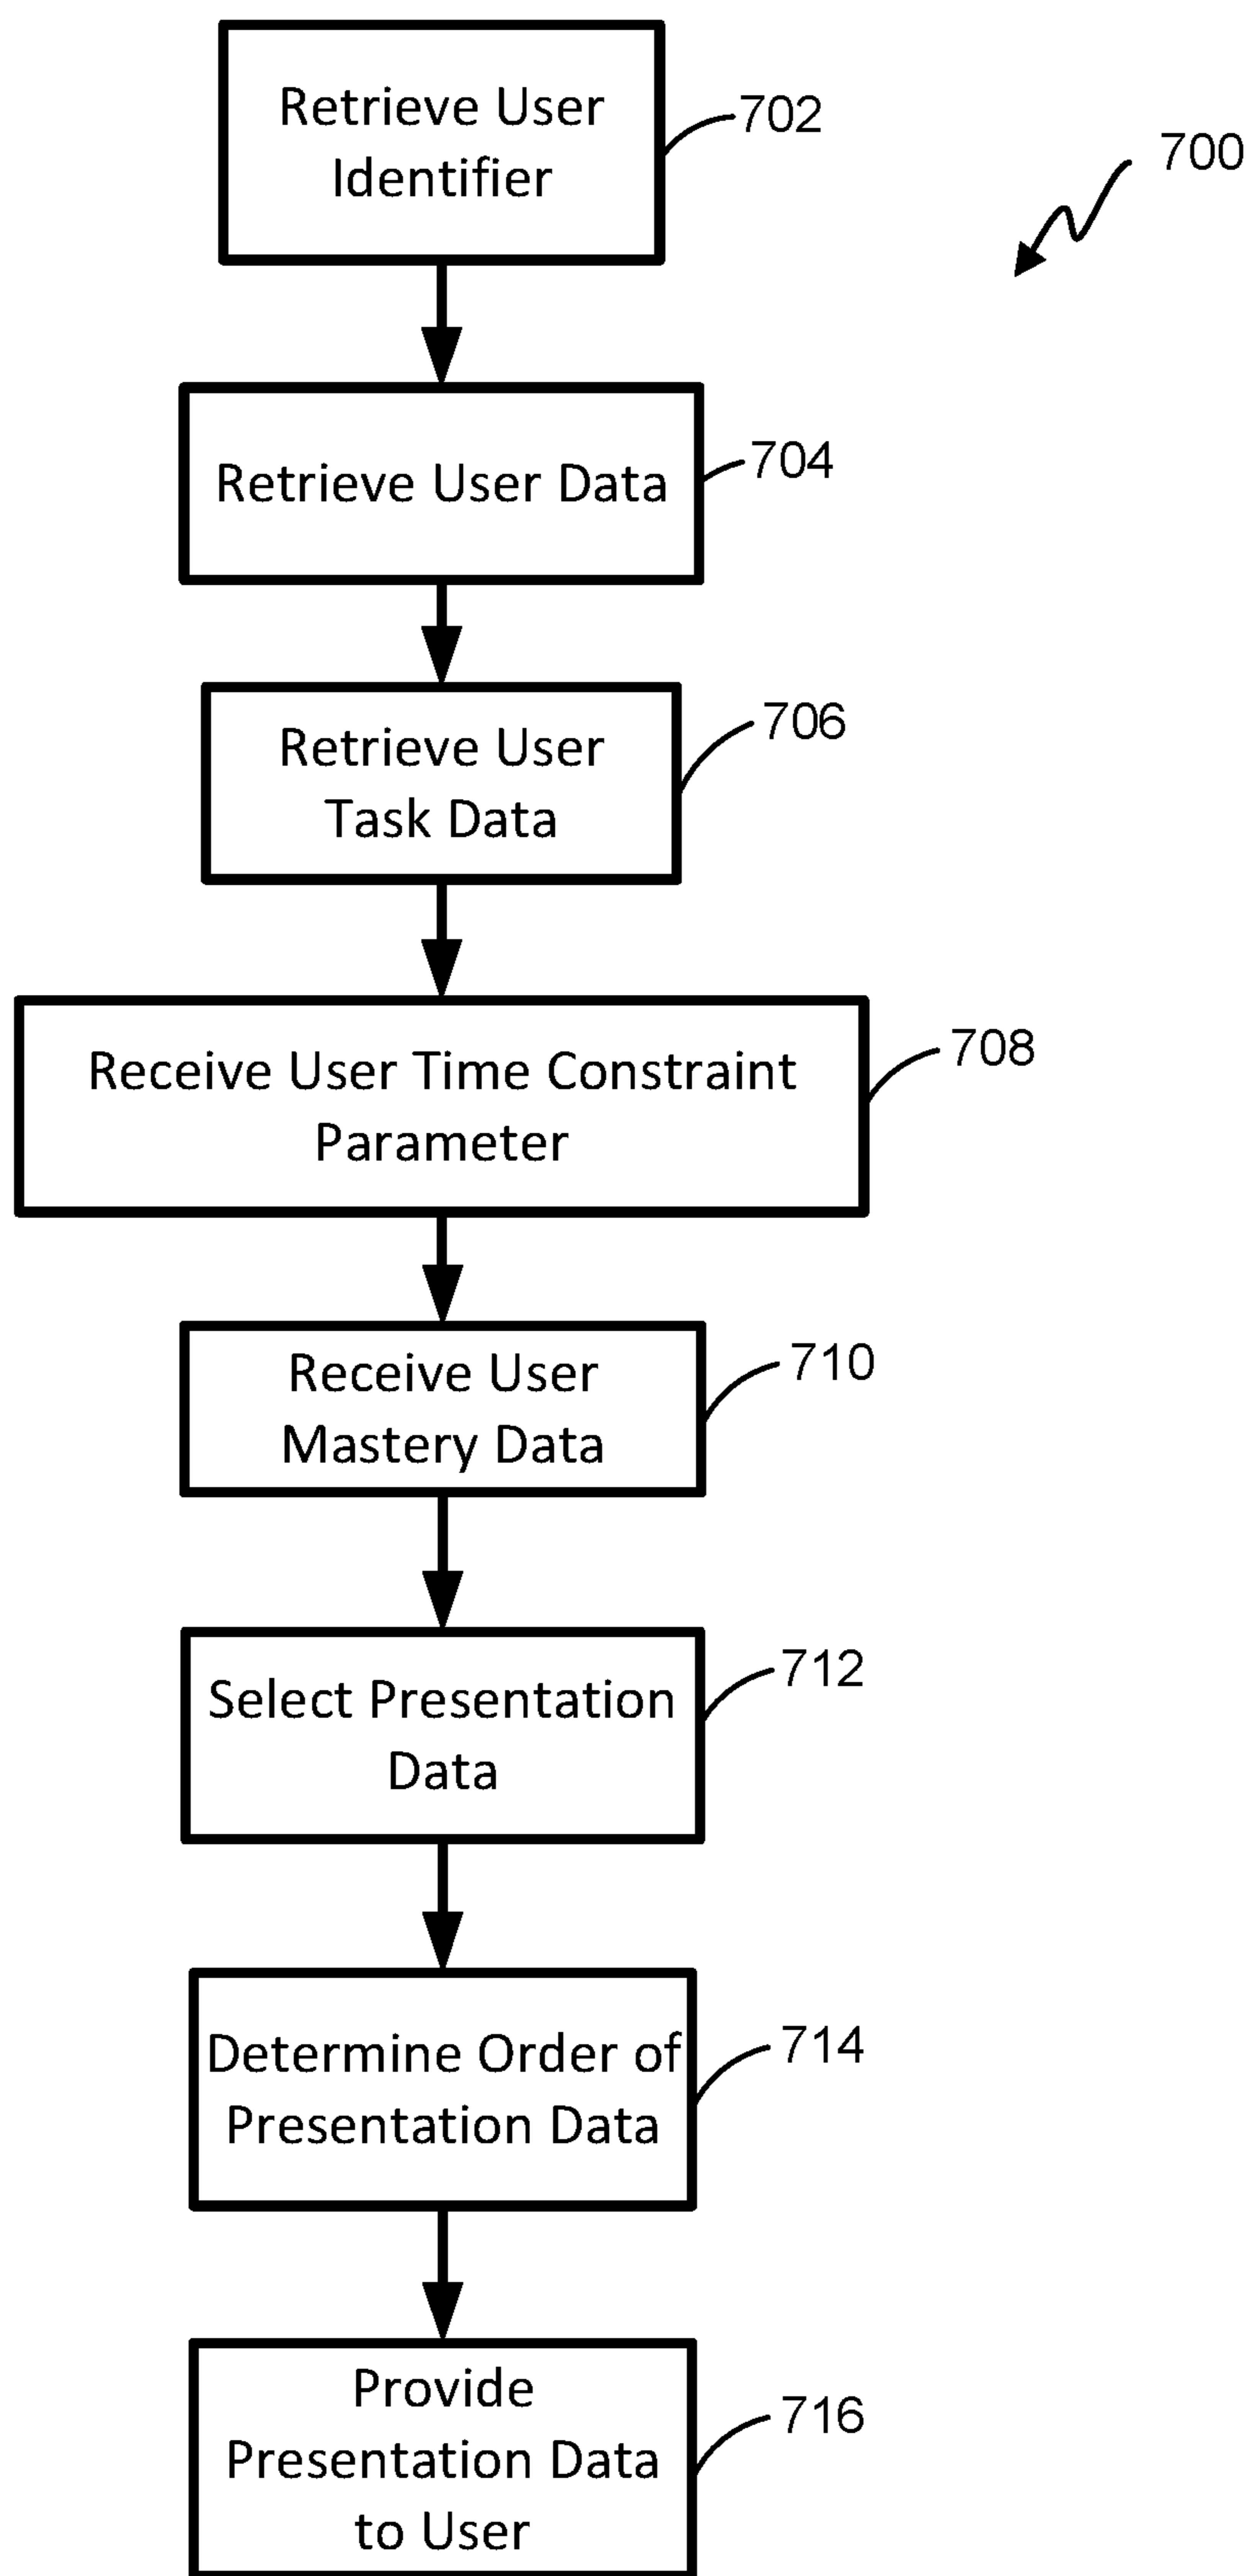 Retrieve User
Identifier
702
700
Retrieve User Data
704
Retrieve User
Task Data
706
Receive User Time Constraint
Parameter
708
Receive User
Mastery Data
710
Select Presentation
Data
712
Determine Order of
Presentation Data
714
Provide
Presentation Data
to User
716